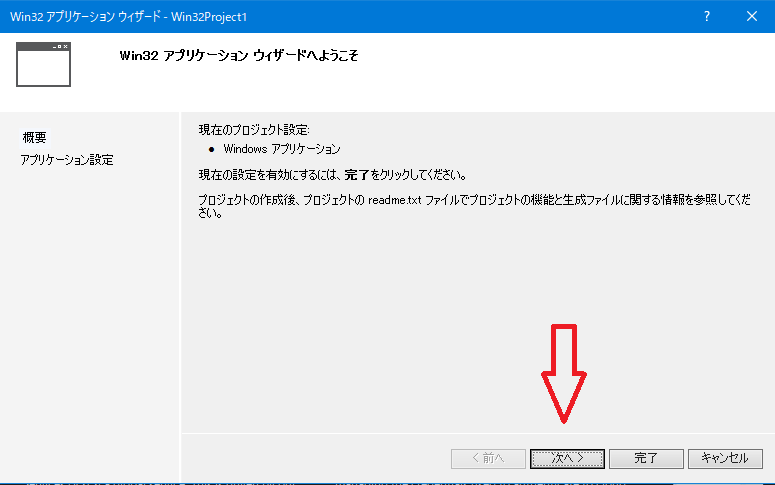 Win32 アプリケーション ウィザード - Win32Project1
Win32 アプリケーション ウィザードへようこそ
概要
アプリケーション設定
現在のプロジェクト設定:
● Windows アプリケーション
現在の設定を有効にするには、完了をクリックしてください。
プロジェクトの作成後、プロジェクトの readme.txt ファイルでプロジェクトの機能と生成ファイルに関する情報を参照してくだ
さい。
< 前へ
次へ >
完了
キャンセル